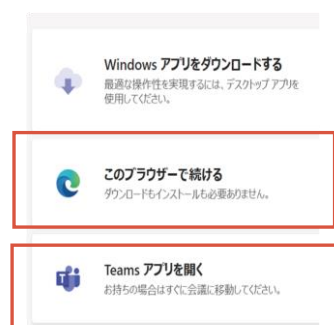 Windows アプリをダウンロードする
最適な操作性を実現するには、デスクトップ アプリを
使用してください。
このブラウザーで続ける
ダウンロードもインストールも必要ありません。
Teams アプリを開く
お持ちの場合はすぐに会議に移動してください。